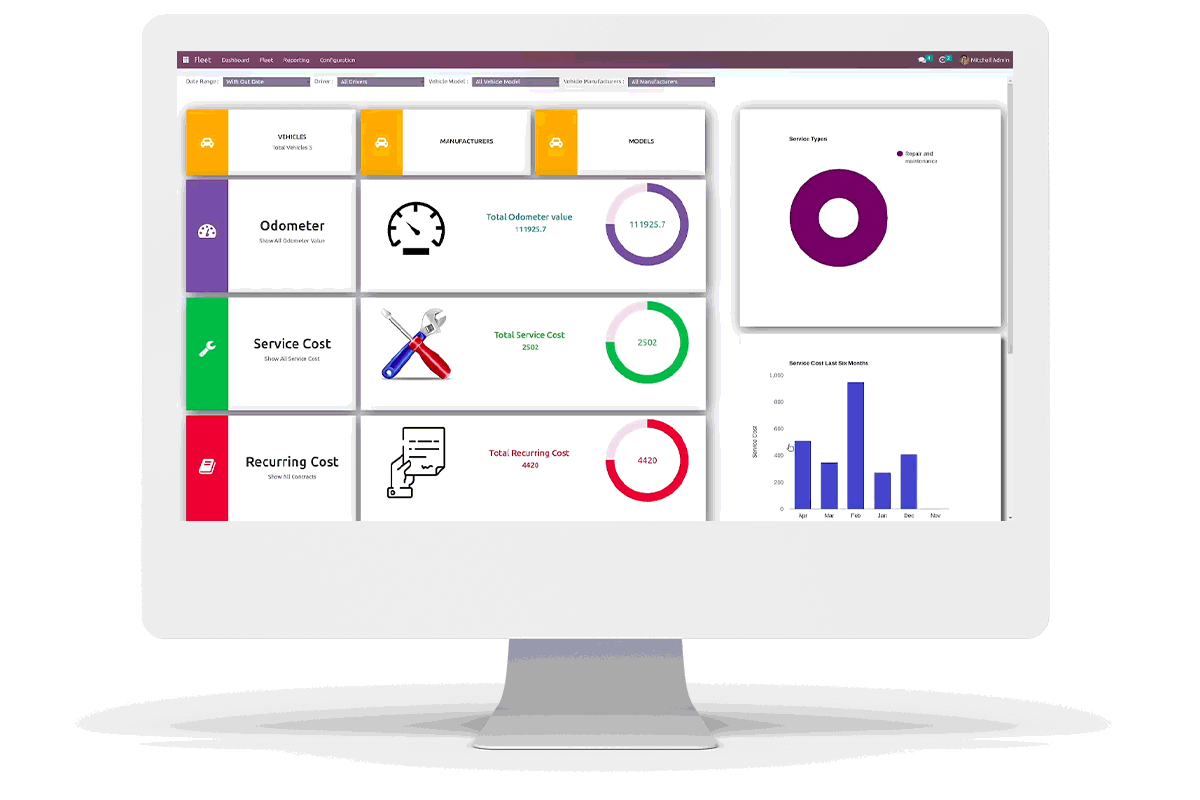 Fleet Dashboard Fleet Reporting Configuration Mitchell Admin
Date Range : With Out Date Driver : All Drivers Vehicle Model : All Vehicle Model Vehicle Manufacturers : All Manufacturers
VEHICLES
Total Vehicles 5
MANUFACTURERS
MODELS
Odometer
Show All Odometer Value
Total Odometer value
111925.7
111925.7
Service Cost
Show All Service Cost
Total Service Cost
2502
2502
Recurring Cost
Show All Contracts
Total Recurring Cost
4420
4420
Service Types
Repair and
maintenance
Service Cost Last Six Months
Service Cost
1,000
800
600
400
200
0
Apr Mar Feb Jan Dec Nov